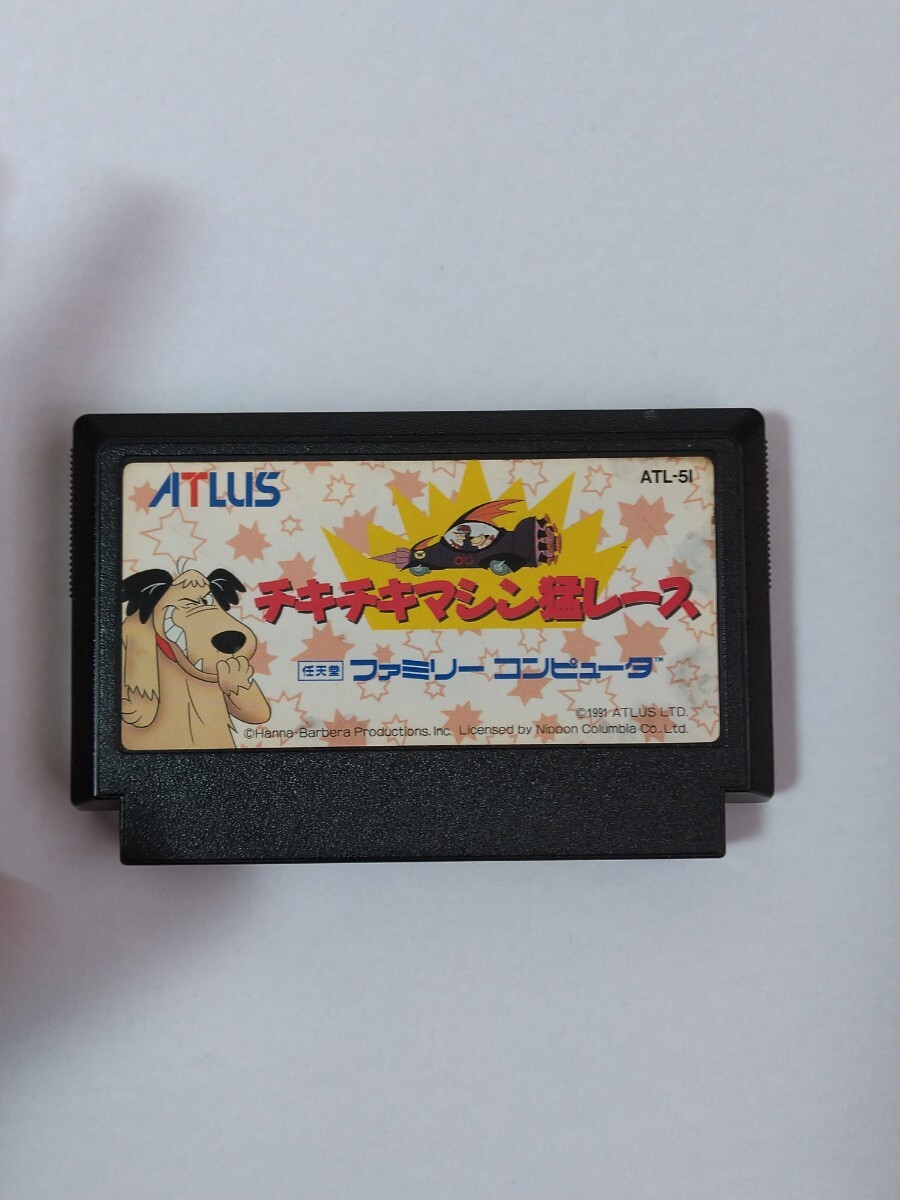 ATLUS
ATL-5I
チキチキマシン猛レース
任天堂 ファミリー コンピュータ™
©1991 ATLUS LTD.
©Hanna-Barbera Productions, Inc. Licensed by Nippon Columbia Co., Ltd.